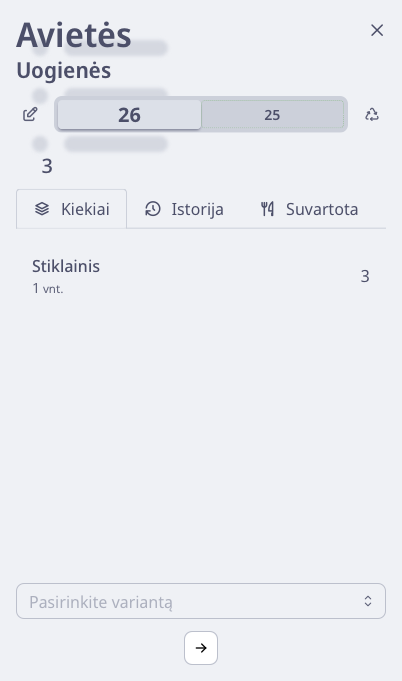 Avietės
Uogienės
26 25
3
Kiekiai Istorija Suvartota
Stiklainis 3
1 vnt.
Pasirinkite variantą